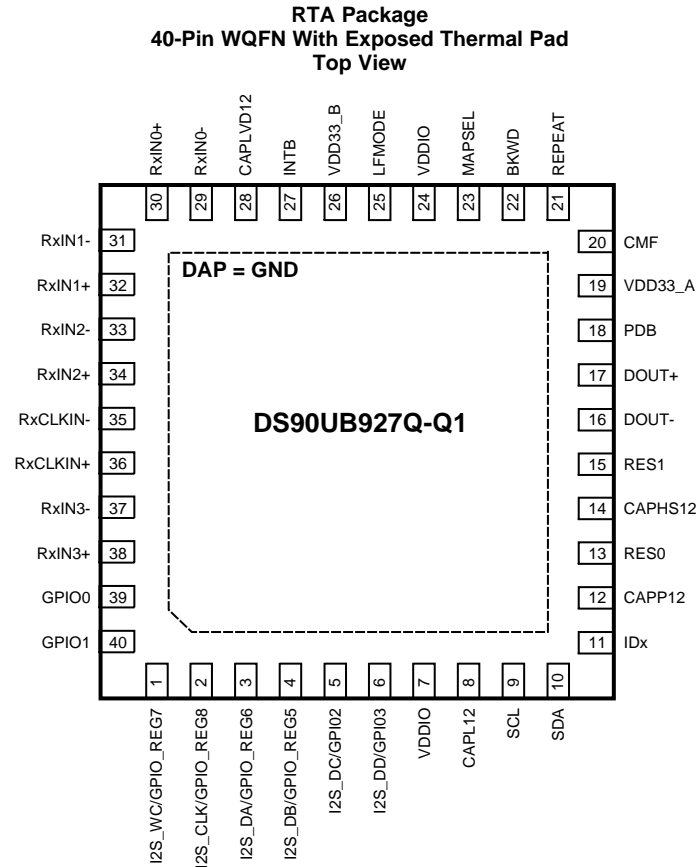 RTA Package
40-Pin WQFN With Exposed Thermal Pad
Top View
RxIN0+
RxIN0-
CAPLVD12
INTB
VDD33_B
LFMODE
VDDIO
MAPSEL
BKWD
REPEAT
30
29
28
27
26
25
24
23
22
21
RxIN1- 31
RxIN1+ 32
RxIN2- 33
RxIN2+ 34
RxCLKIN- 35
RxCLKIN+ 36
RxIN3- 37
RxIN3+ 38
GPIO0 39
GPIO1 40
DAP = GND
DS90UB927Q-Q1
20 CMF
19 VDD33_A
18 PDB
17 DOUT+
16 DOUT-
15 RES1
14 CAPHS12
13 RES0
12 CAPP12
11 IDx
1
2
3
4
5
6
7
8
9
10
I2S_WC/GPIO_REG7
I2S_CLK/GPIO_REG8
I2S_DA/GPIO_REG6
I2S_DB/GPIO_REG5
I2S_DC/GPI02
I2S_DD/GPI03
VDDIO
CAPL12
SCL
SDA